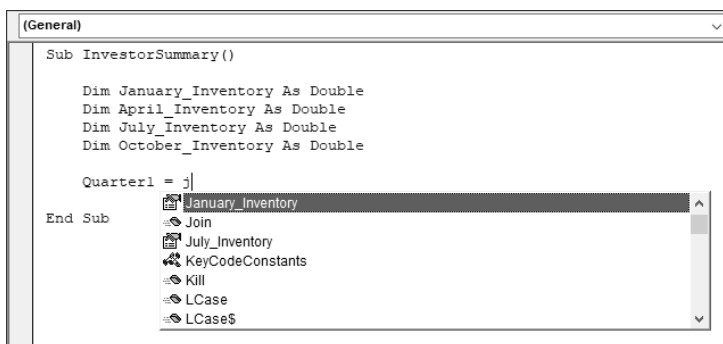 (General)
Sub InvestorSummary()
Dim January_Inventory As Double
Dim April_Inventory As Double
Dim July_Inventory As Double
Dim October_Inventory As Double
Quarter1 = j
January_Inventory
End Sub
Join
July_Inventory
KeyCodeConstants
Kill
LCase
LCase$